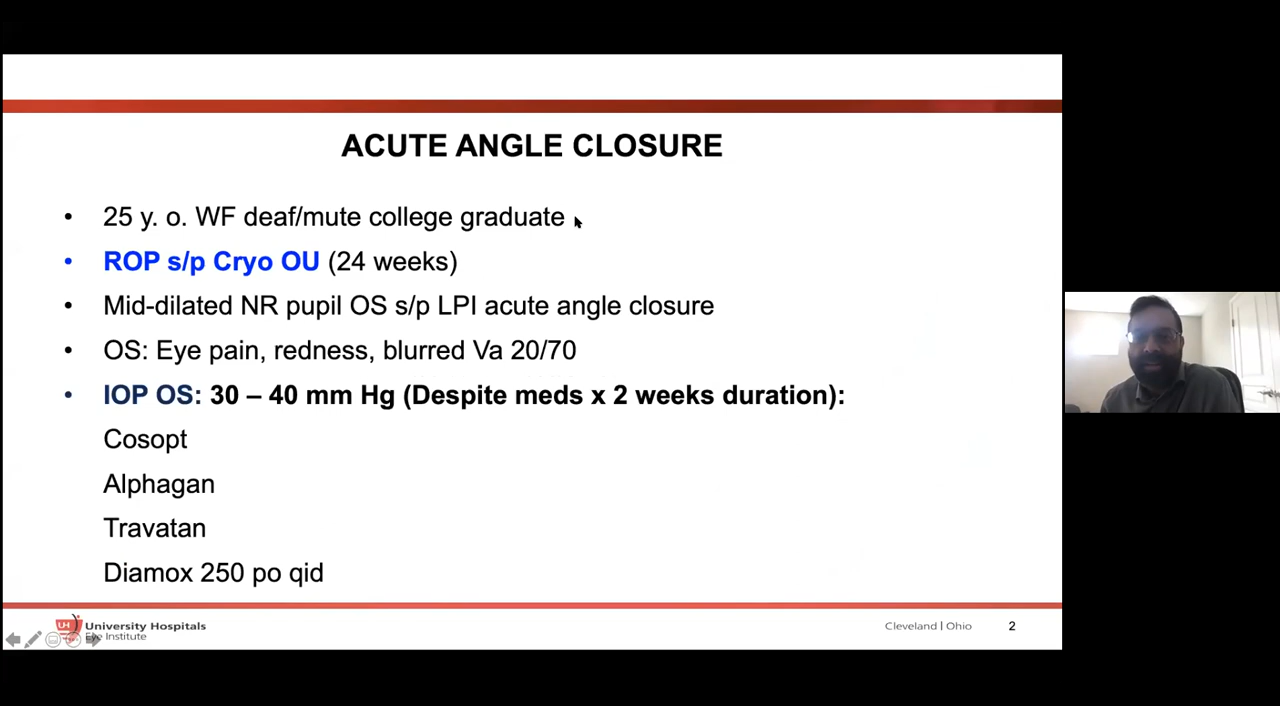 ACUTE ANGLE CLOSURE
• 25 y. o. WF deaf/mute college graduate
• ROP s/p Cryo OU (24 weeks)
• Mid-dilated NR pupil OS s/p LPI acute angle closure
• OS: Eye pain, redness, blurred Va 20/70
• IOP OS: 30 – 40 mm Hg (Despite meds x 2 weeks duration):
Cosopt
Alphagan
Travatan
Diamox 250 po qid
UH University Hospitals
Eye Institute
Cleveland | Ohio 2